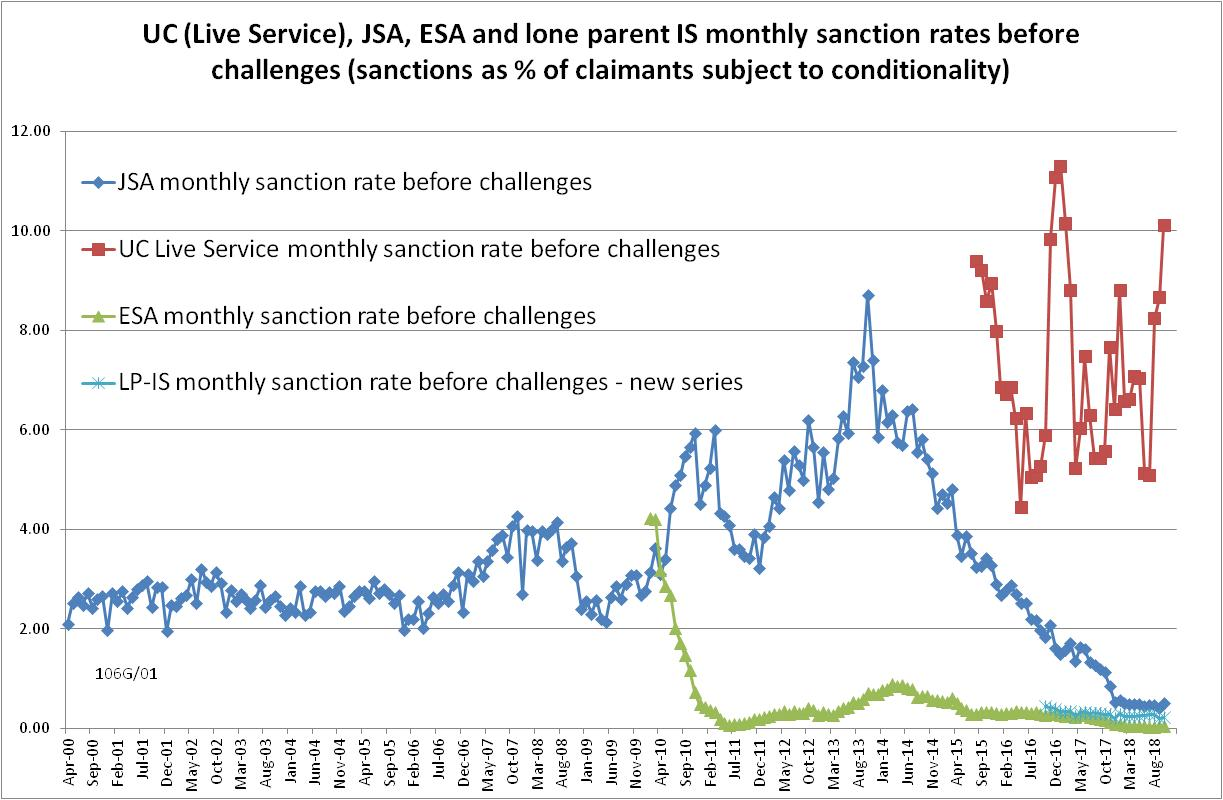 UC (Live Service), JSA, ESA and lone parent IS monthly sanction rates before
challenges (sanctions as % of claimants subject to conditionality)
12.00
10.00
8.00
6.00
4.00
2.00
0.00
JSA monthly sanction rate before challenges
UC Live Service monthly sanction rate before challenges
ESA monthly sanction rate before challenges
LP-IS monthly sanction rate before challenges - new series
106G/01
Apr-00
Sep-00
Feb-01
Jul-01
Dec-01
May-02
Oct-02
Mar-03
Aug-03
Jan-04
Jun-04
Nov-04
Apr-05
Sep-05
Feb-06
Jul-06
Dec-06
May-07
Oct-07
Mar-08
Aug-08
Jan-09
Jun-09
Nov-09
Apr-10
Sep-10
Feb-11
Jul-11
Dec-11
May-12
Oct-12
Mar-13
Aug-13
Jan-14
Jun-14
Nov-14
Apr-15
Sep-15
Feb-16
Jul-16
Dec-16
May-17
Oct-17
Mar-18
Aug-18